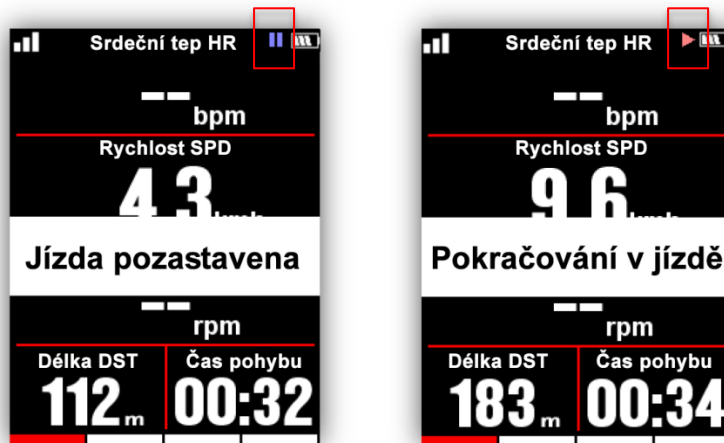 Srdeční tep HR
-- bpm
Rychlost SPD
4.3
Jízda pozastavena
-- rpm
Délka DST Čas pohybu
112 m 00:32
Srdeční tep HR
-- bpm
Rychlost SPD
9.6
Pokračování v jízdě
-- rpm
Délka DST Čas pohybu
183 m 00:34